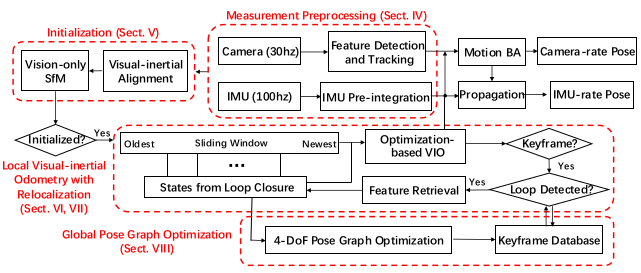 Measurement Preprocessing (Sect. IV)
Initialization (Sect. V)
Camera (30hz)
Feature Detection
and Tracking
Motion BA
Camera-rate Pose
Vision-only
SfM
Visual-inertial
Alignment
IMU (100hz)
IMU Pre-integration
Propagation
IMU-rate Pose
Initialized?
Yes
Oldest
Sliding Window
Newest
Optimization-
based VIO
Keyframe?
...
Yes
Local Visual-inertial
Odometry with
Relocalization
(Sect. VI, VII)
States from Loop Closure
Feature Retrieval
Yes
Loop Detected?
Global Pose Graph Optimization
(Sect. VIII)
4-DoF Pose Graph Optimization
Keyframe Database